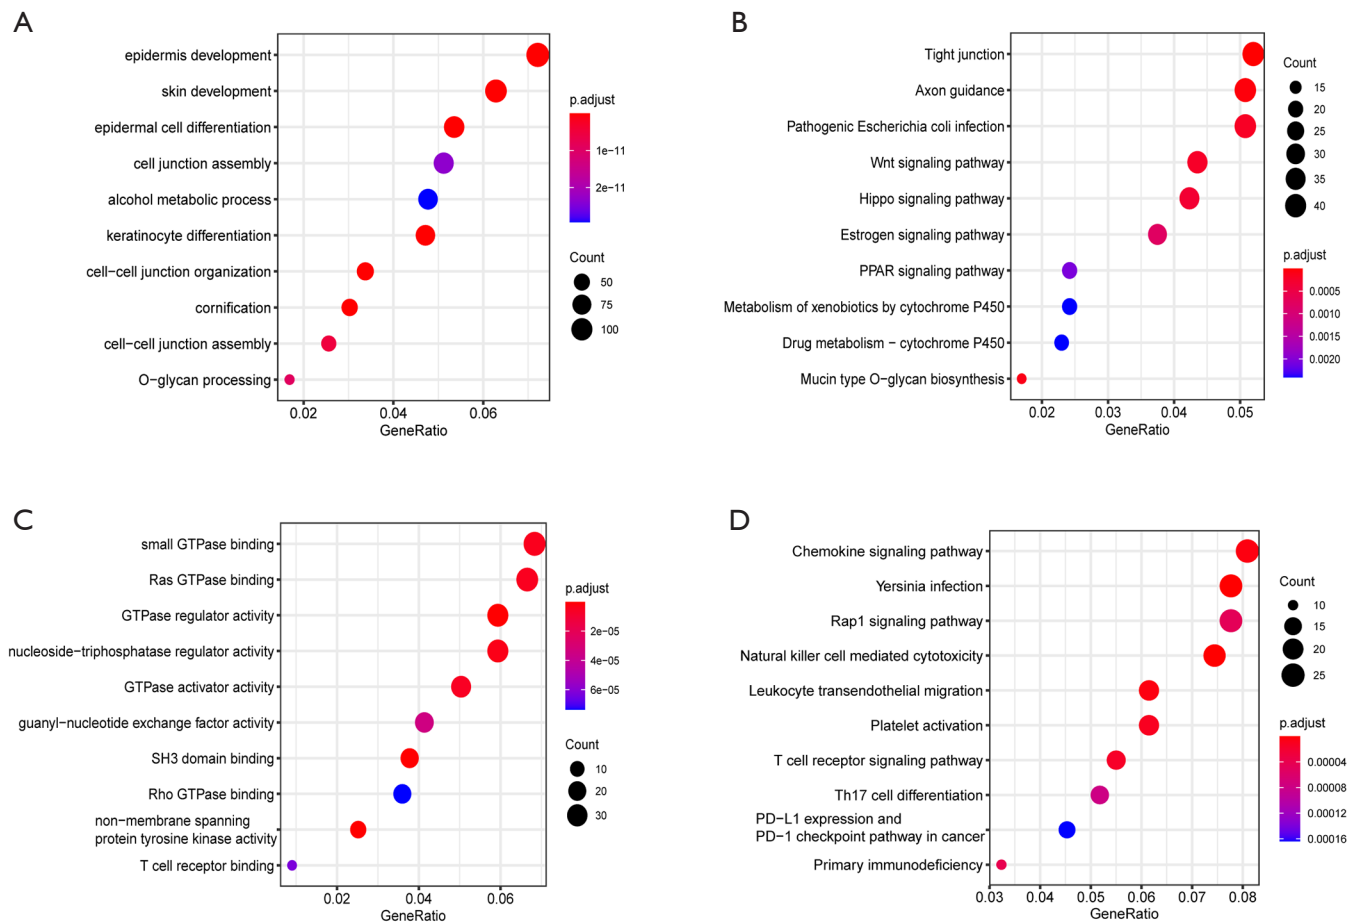 A
epidermis development
skin development
epidermal cell differentiation
cell junction assembly
alcohol metabolic process
keratinocyte differentiation
cell−cell junction organization
cornification
cell−cell junction assembly
O−glycan processing
0.02 0.04 0.06
GeneRatio
p.adjust
1e−11
2e−11
Count
50
75
100
B
Tight junction
Axon guidance
Pathogenic Escherichia coli infection
Wnt signaling pathway
Hippo signaling pathway
Estrogen signaling pathway
PPAR signaling pathway
Metabolism of xenobiotics by cytochrome P450
Drug metabolism − cytochrome P450
Mucin type O−glycan biosynthesis
0.02 0.03 0.04 0.05
GeneRatio
Count
15
20
25
30
35
40
p.adjust
0.0005
0.0010
0.0015
0.0020
C
small GTPase binding
Ras GTPase binding
GTPase regulator activity
nucleoside−triphosphatase regulator activity
GTPase activator activity
guanyl−nucleotide exchange factor activity
SH3 domain binding
Rho GTPase binding
non−membrane spanning
protein tyrosine kinase activity
T cell receptor binding
0.02 0.04 0.06
GeneRatio
p.adjust
2e−05
4e−05
6e−05
Count
10
20
30
D
Chemokine signaling pathway
Yersinia infection
Rap1 signaling pathway
Natural killer cell mediated cytotoxicity
Leukocyte transendothelial migration
Platelet activation
T cell receptor signaling pathway
Th17 cell differentiation
PD−L1 expression and
PD−1 checkpoint pathway in cancer
Primary immunodeficiency
0.03 0.04 0.05 0.06 0.07 0.08
GeneRatio
Count
10
15
20
25
p.adjust
0.00004
0.00008
0.00012
0.00016